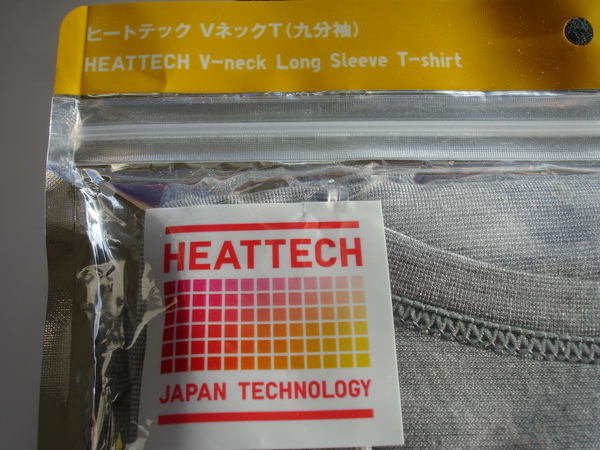 ヒートテック VネックT(九分袖)
HEATTECH V-neck Long Sleeve T-shirt
HEATTECH
JAPAN TECHNOLOGY